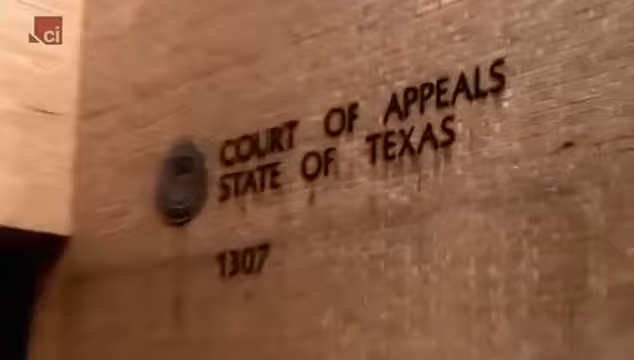 ci
COURT OF APPEALS
STATE OF TEXAS
1307